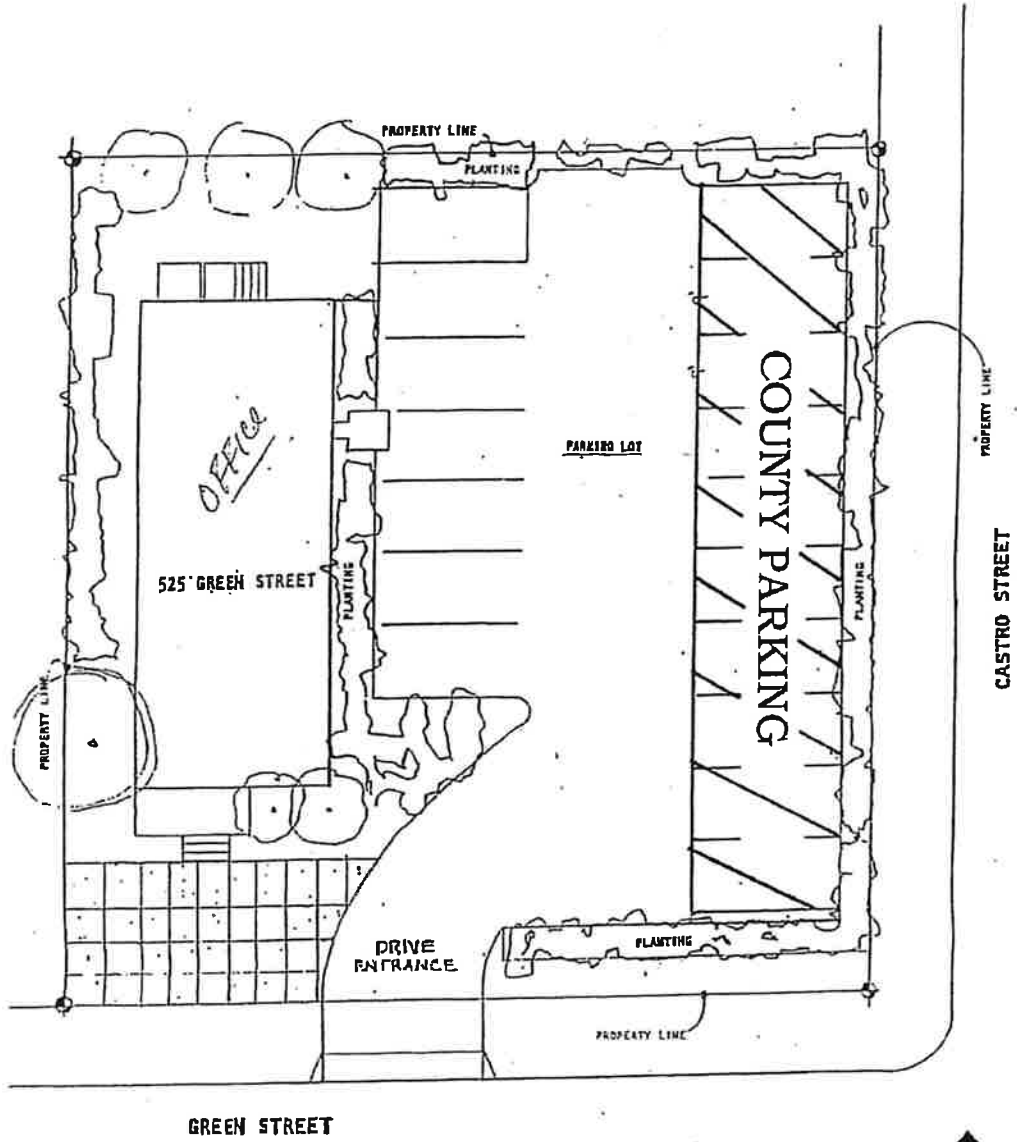 PROPERTY LINE
PLANTING
COUNTY PARKING
PROPERTY LINE
PARKING LOT
OFFICE
525 GREEN STREET
PLANTING
PLANTING
CASTRO STREET
PROPERTY LINE
DRIVE
ENTRANCE
PLANTING
PROPERTY LINE
GREEN STREET